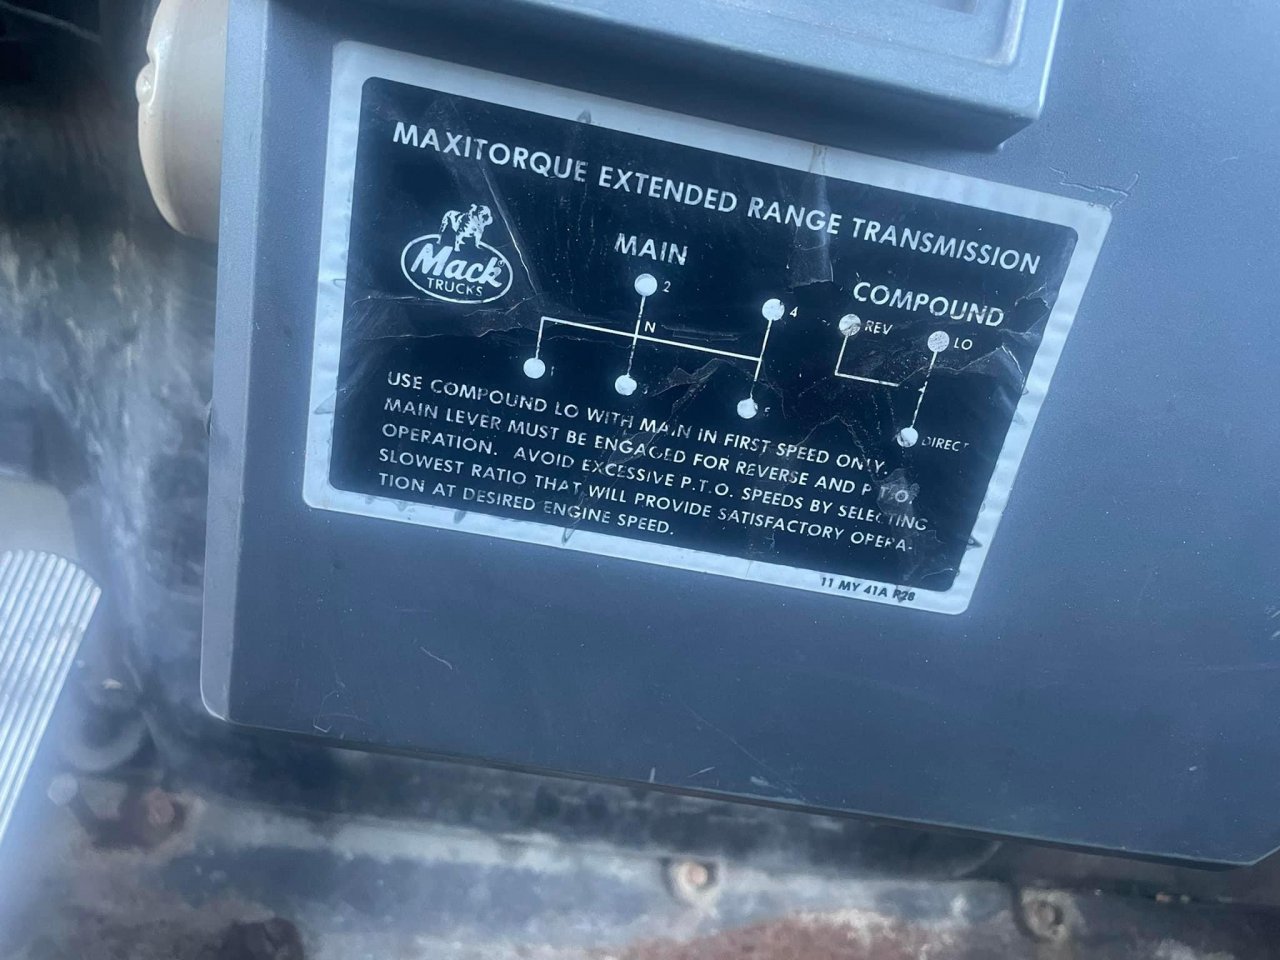 MAXITORQUE EXTENDED RANGE TRANSMISSION
Mack®
TRUCKS
MAIN
COMPOUND
2
4
REV
LO
N
1
3
5
DIRECT
USE COMPOUND LO WITH MAIN IN FIRST SPEED ONLY.
MAIN LEVER MUST BE ENGAGED FOR REVERSE AND P.T.O.
OPERATION. AVOID EXCESSIVE P.T.O. SPEEDS BY SELECTING
SLOWEST RATIO THAT WILL PROVIDE SATISFACTORY OPERA-
TION AT DESIRED ENGINE SPEED.
11 MY 41A P28